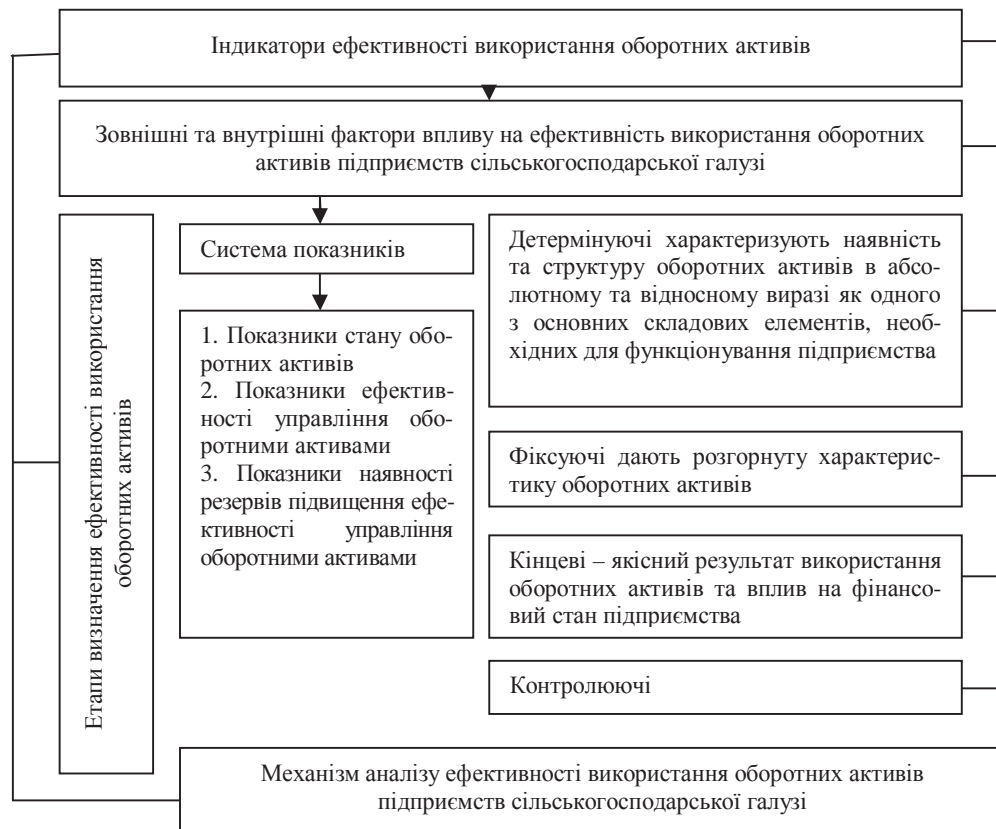 Індикатори ефективності використання оборотних активів
Зовнішні та внутрішні фактори впливу на ефективність використання оборотних
активів підприємств сільськогосподарської галузі
Етапи визначення ефективності використання
оборотних активів
Система показників
1. Показники стану обо-
ротних активів
2. Показники ефектив-
ності управління обо-
ротними активами
3. Показники наявності
резервів підвищення ефе-
ктивності управління
оборотними активами
Детермінуючі характеризують наявність
та структуру оборотних активів в абсо-
лютному та відносному виразі як одного
з основних складових елементів, необ-
хідних для функціонування підприємства
Фіксуючі дають розгорнуту характерис-
тику оборотних активів
Кінцеві – якісний результат використання
оборотних активів та вплив на фінансо-
вий стан підприємства
Контролюючі
Механізм аналізу ефективності використання оборотних активів
підприємств сільськогосподарської галузі